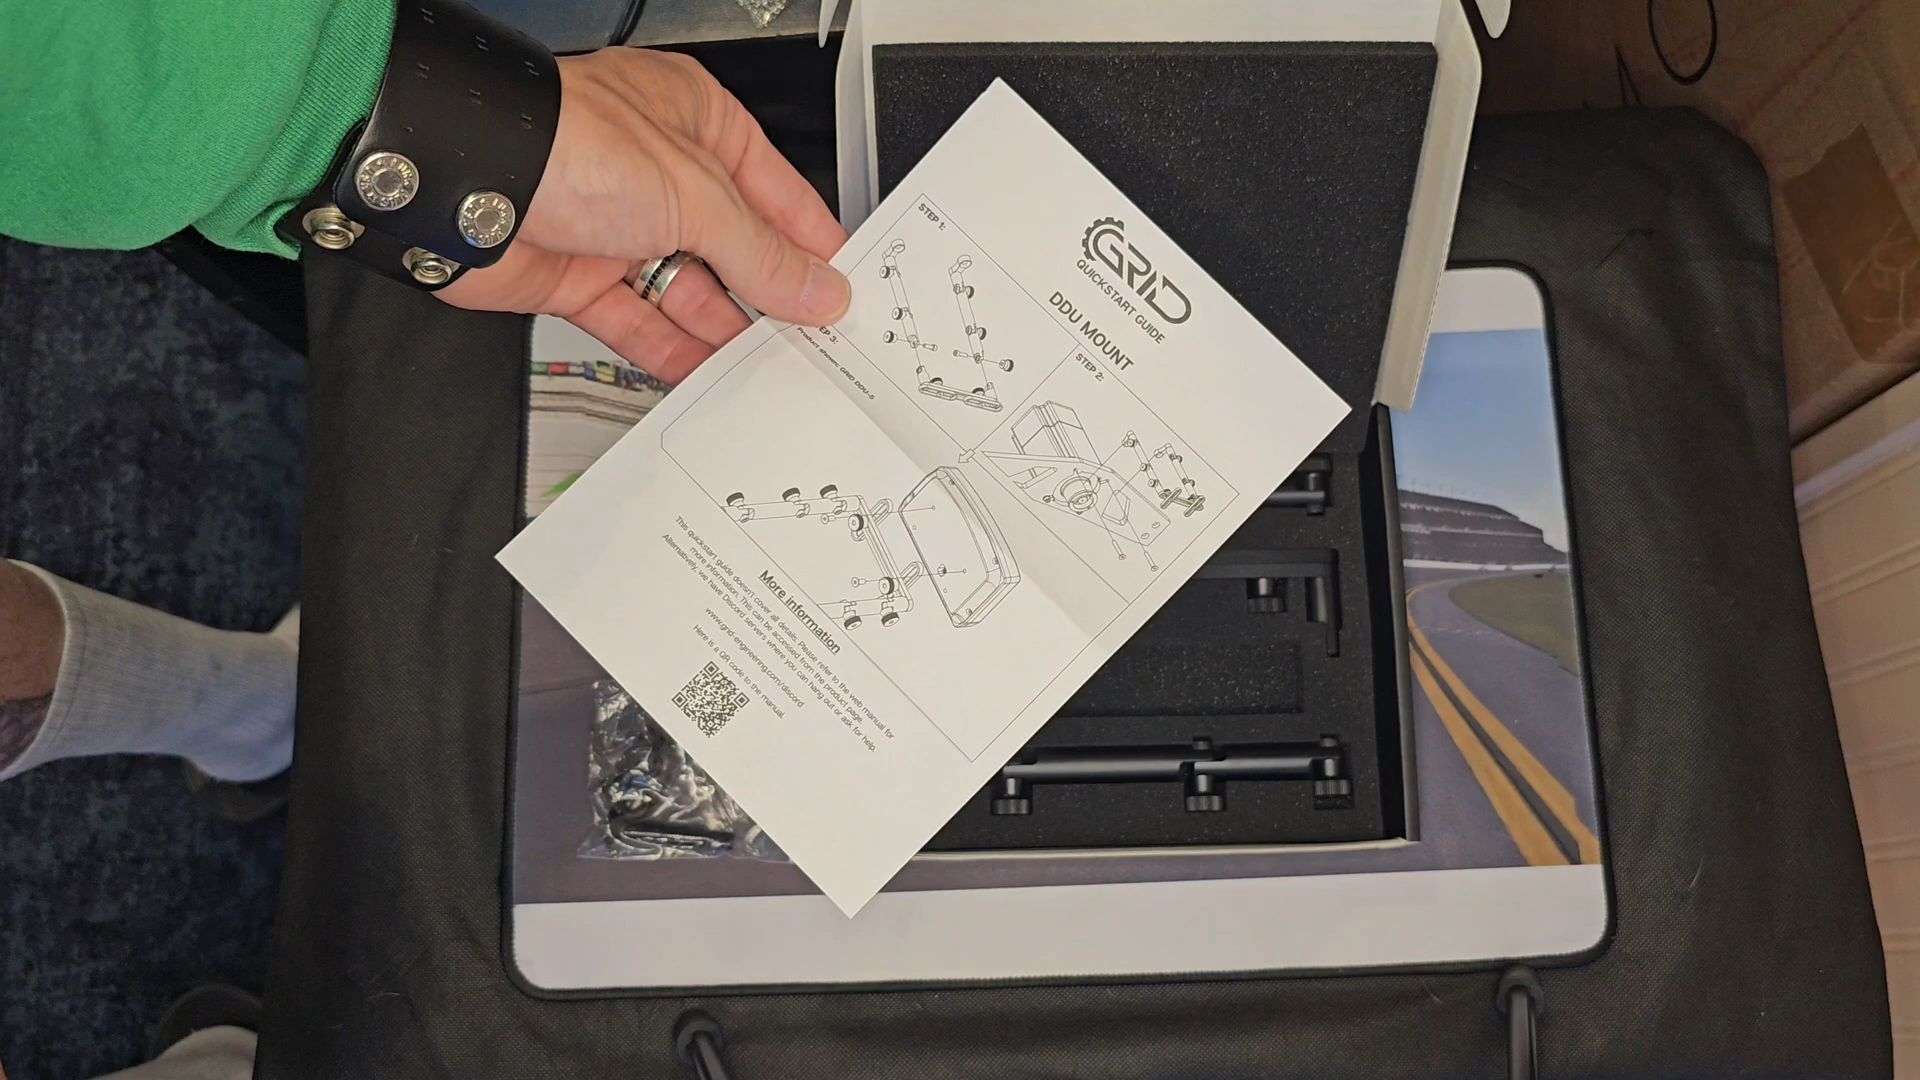 GRID
QUICKSTART GUIDE
DDU MOUNT
STEP 1:
STEP 2:
EP 3:
Product shown: GRID DDU-5
More information
This quickstart guide doesn't cover all details. Please refer to the web manual for
more information. This can be accessed from the product page.
Alternatively, we have Discord servers where you can hang out or ask for help.
www.grid-engineering.com/discord
Here is a QR code to the manual.